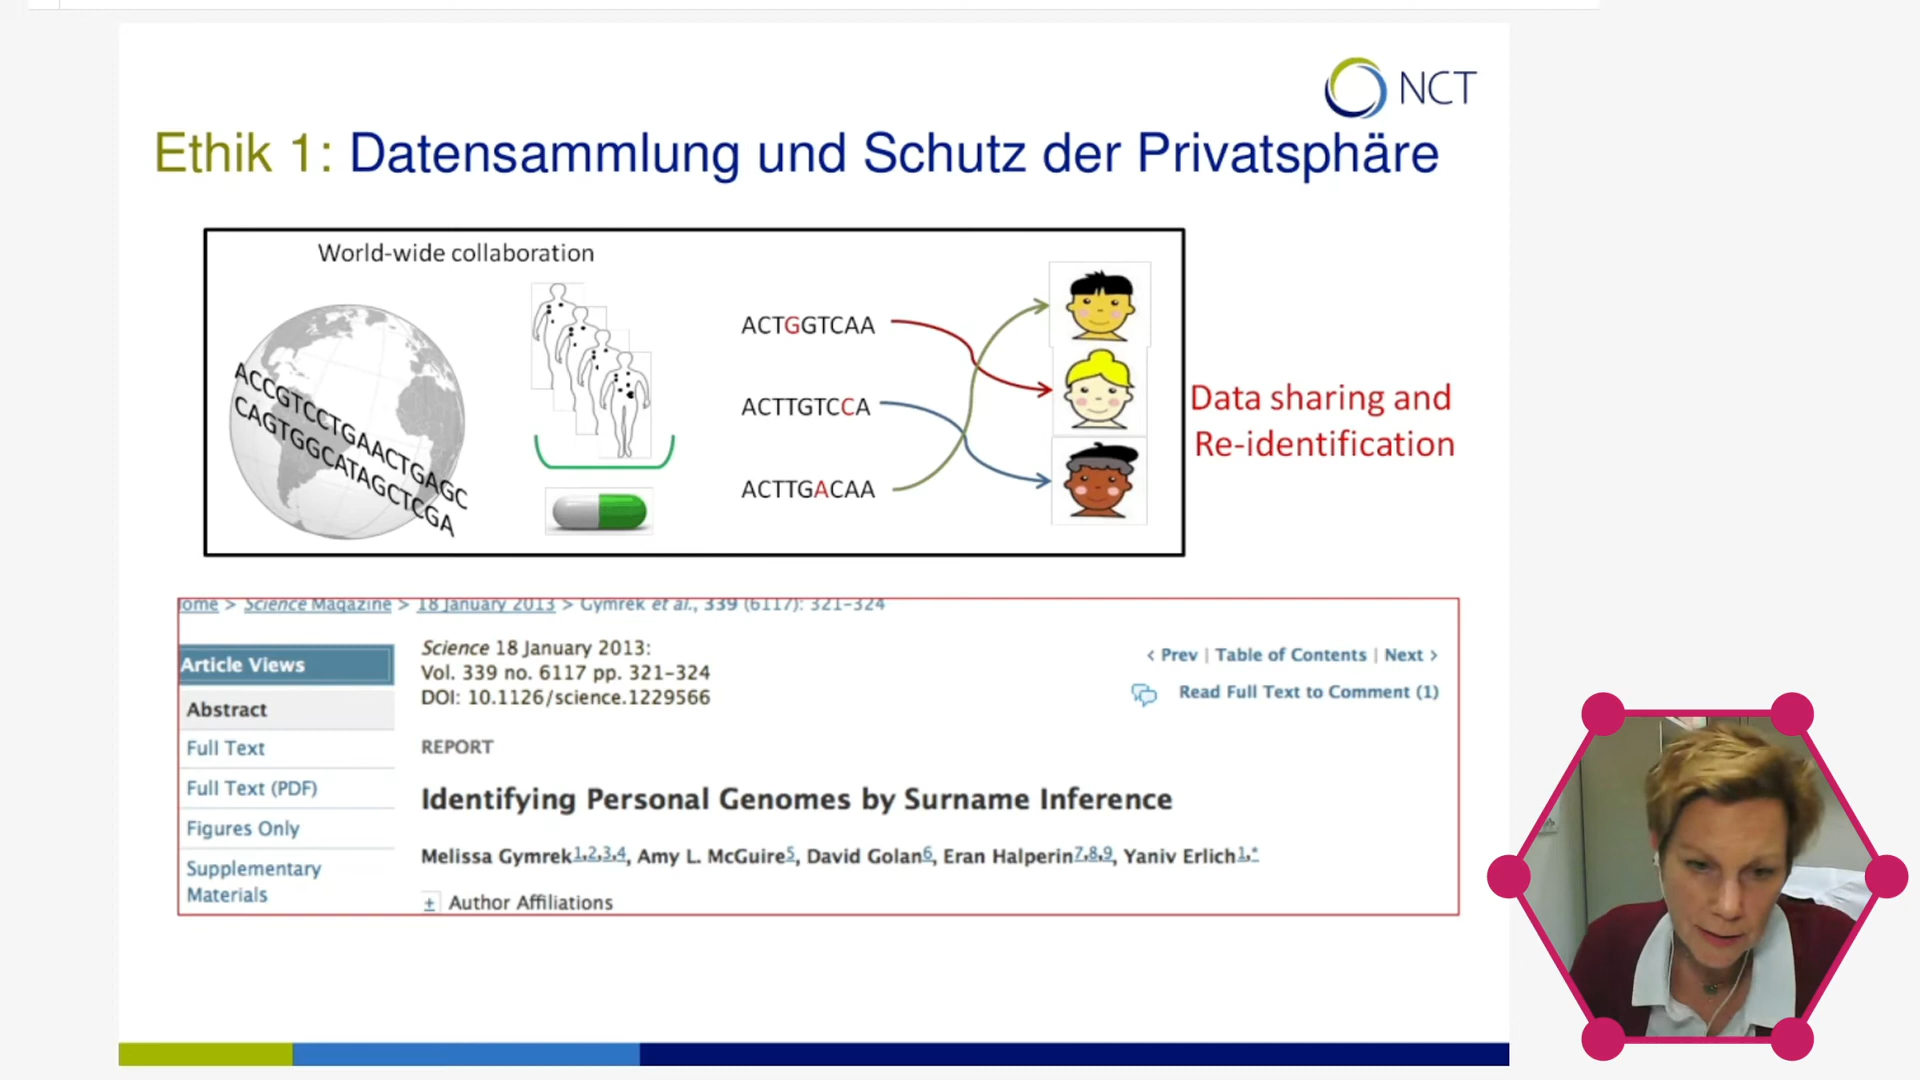 NCT
Ethik 1: Datensammlung und Schutz der Privatsphäre
World-wide collaboration
ACCGTCCTGAACTGAGC
CAGTGGCATAGCTCGA
ACTGGTCAA
ACTTGTCCA
ACTTGACAA
Data sharing and
Re-identification
ome > Science Magazine > 18 January 2013 > Gymrek et al., 339 (6117): 321-324
Article Views
Abstract
Full Text
Full Text (PDF)
Figures Only
Supplementary
Materials
Science 18 January 2013:
Vol. 339 no. 6117 pp. 321–324
DOI: 10.1126/science.1229566
< Prev | Table of Contents | Next >
Read Full Text to Comment (1)
REPORT
Identifying Personal Genomes by Surname Inference
Melissa Gymrek1,2,3,4, Amy L. McGuire5, David Golan6, Eran Halperin7,8,9, Yaniv Erlich1,*
+ Author Affiliations